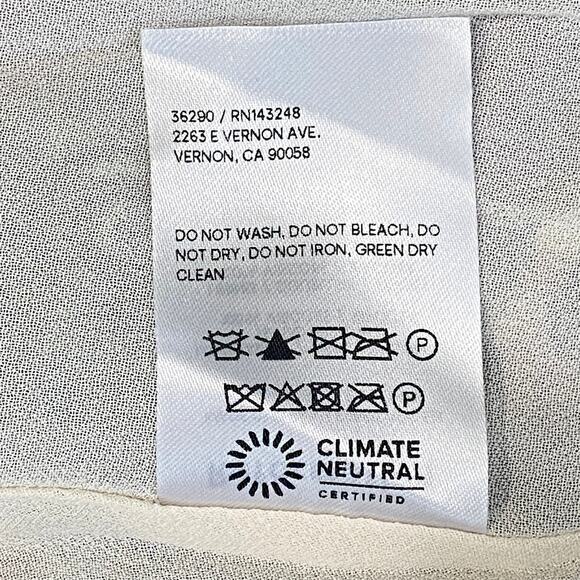 36290 / RN143248
2263 E VERNON AVE.
VERNON, CA 90058
DO NOT WASH, DO NOT BLEACH, DO
NOT DRY, DO NOT IRON, GREEN DRY
CLEAN
P
P
CLIMATE
NEUTRAL
CERTIFIED